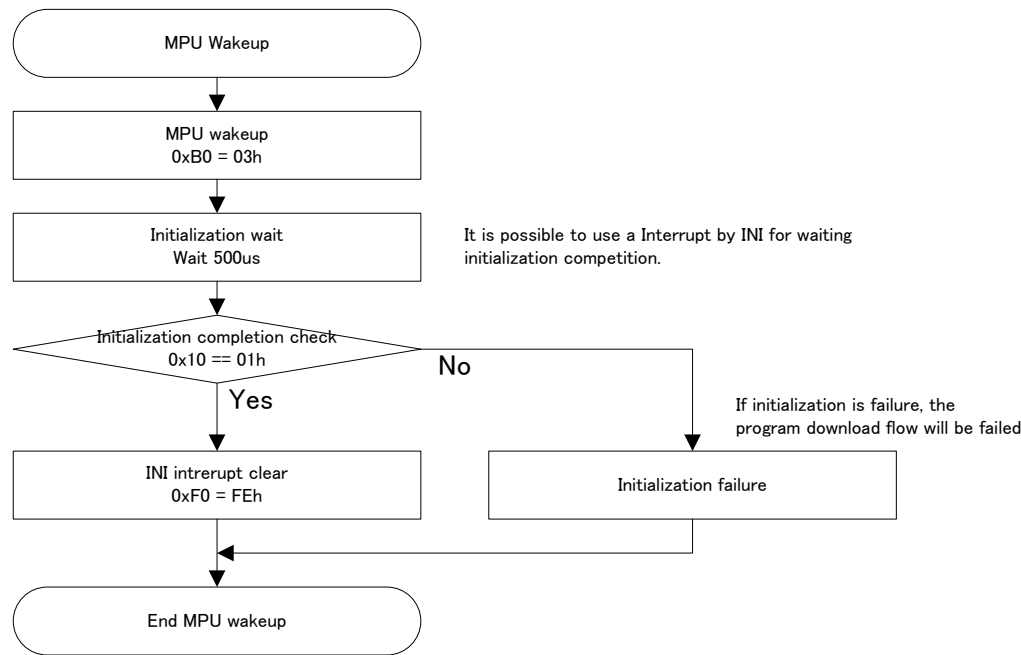 MPU Wakeup
MPU wakeup
0xB0 = 03h
Initialization wait
Wait 500us
It is possible to use a Interrupt by INI for waiting
initialization competition.
Initialization completion check
0x10 == 01h
No
Yes
If initialization is failure, the
program download flow will be failed
INI intrerupt clear
0xF0 = FEh
Initialization failure
End MPU wakeup